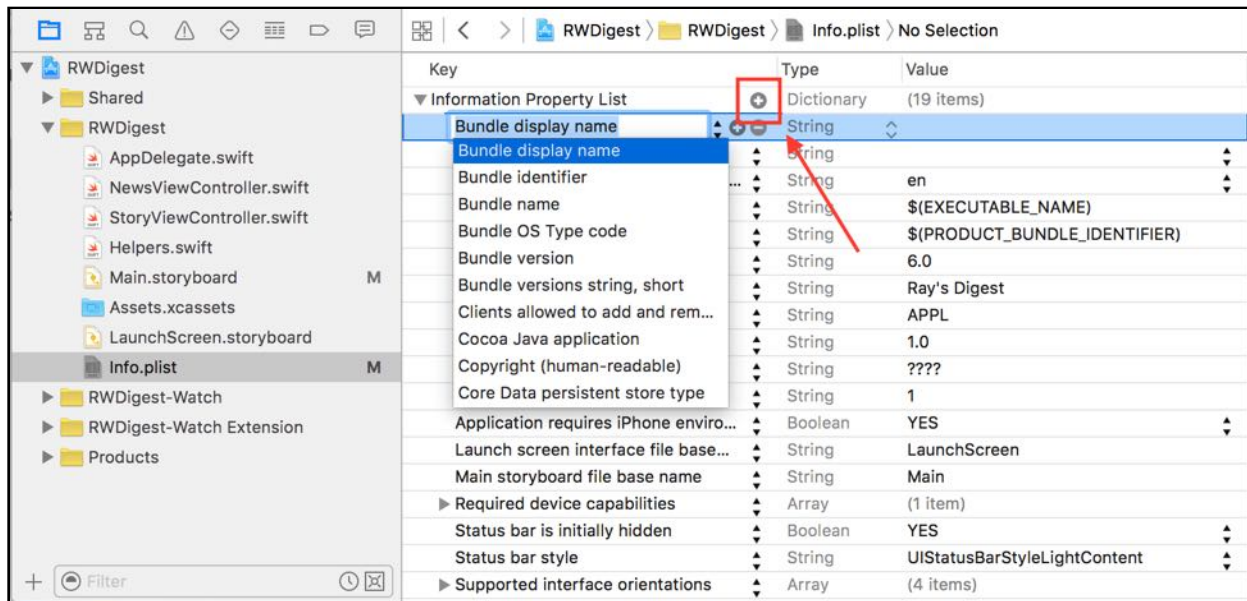 RWDigest > RWDigest > Info.plist > No Selection
RWDigest
Shared
RWDigest
AppDelegate.swift
NewsViewController.swift
StoryViewController.swift
Helpers.swift
Main.storyboard M
Assets.xcassets
LaunchScreen.storyboard
Info.plist M
RWDigest-Watch
RWDigest-Watch Extension
Products
Filter
Key Type Value
Information Property List Dictionary (19 items)
Bundle display name String
Bundle display name String
Bundle identifier ... String en
Bundle name String $(EXECUTABLE_NAME)
Bundle OS Type code String $(PRODUCT_BUNDLE_IDENTIFIER)
Bundle version String 6.0
Bundle versions string, short String Ray's Digest
Clients allowed to add and rem... String APPL
Cocoa Java application String 1.0
Copyright (human-readable) String ????
Core Data persistent store type String 1
Application requires iPhone enviro... Boolean YES
Launch screen interface file base... String LaunchScreen
Main storyboard file base name String Main
Required device capabilities Array (1 item)
Status bar is initially hidden Boolean YES
Status bar style String UIStatusBarStyleLightContent
Supported interface orientations Array (4 items)